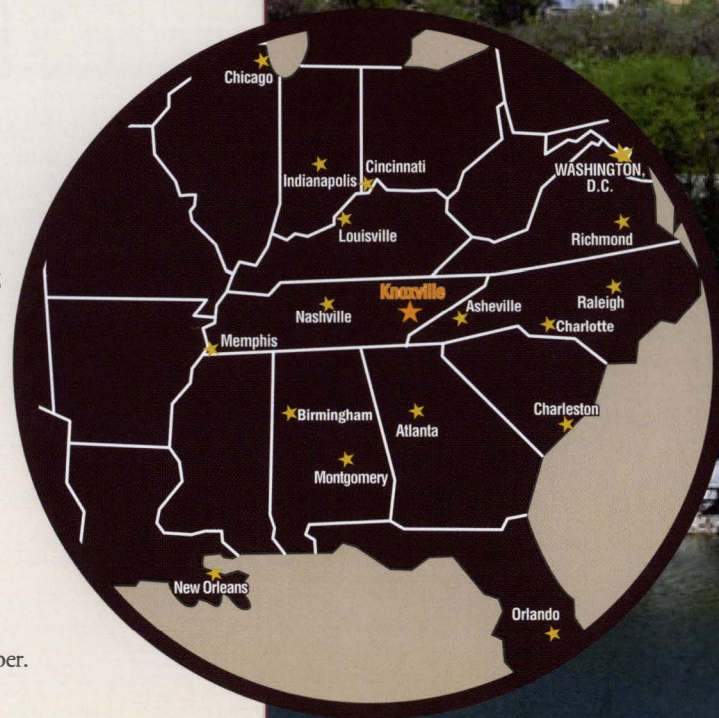 Chicago
Indianapolis
Cincinnati
WASHINGTON,
D.C.
Louisville
Richmond
Knoxville
Nashville
Asheville
Raleigh
Charlotte
Memphis
Birmingham
Atlanta
Charleston
Montgomery
New Orleans
Orlando